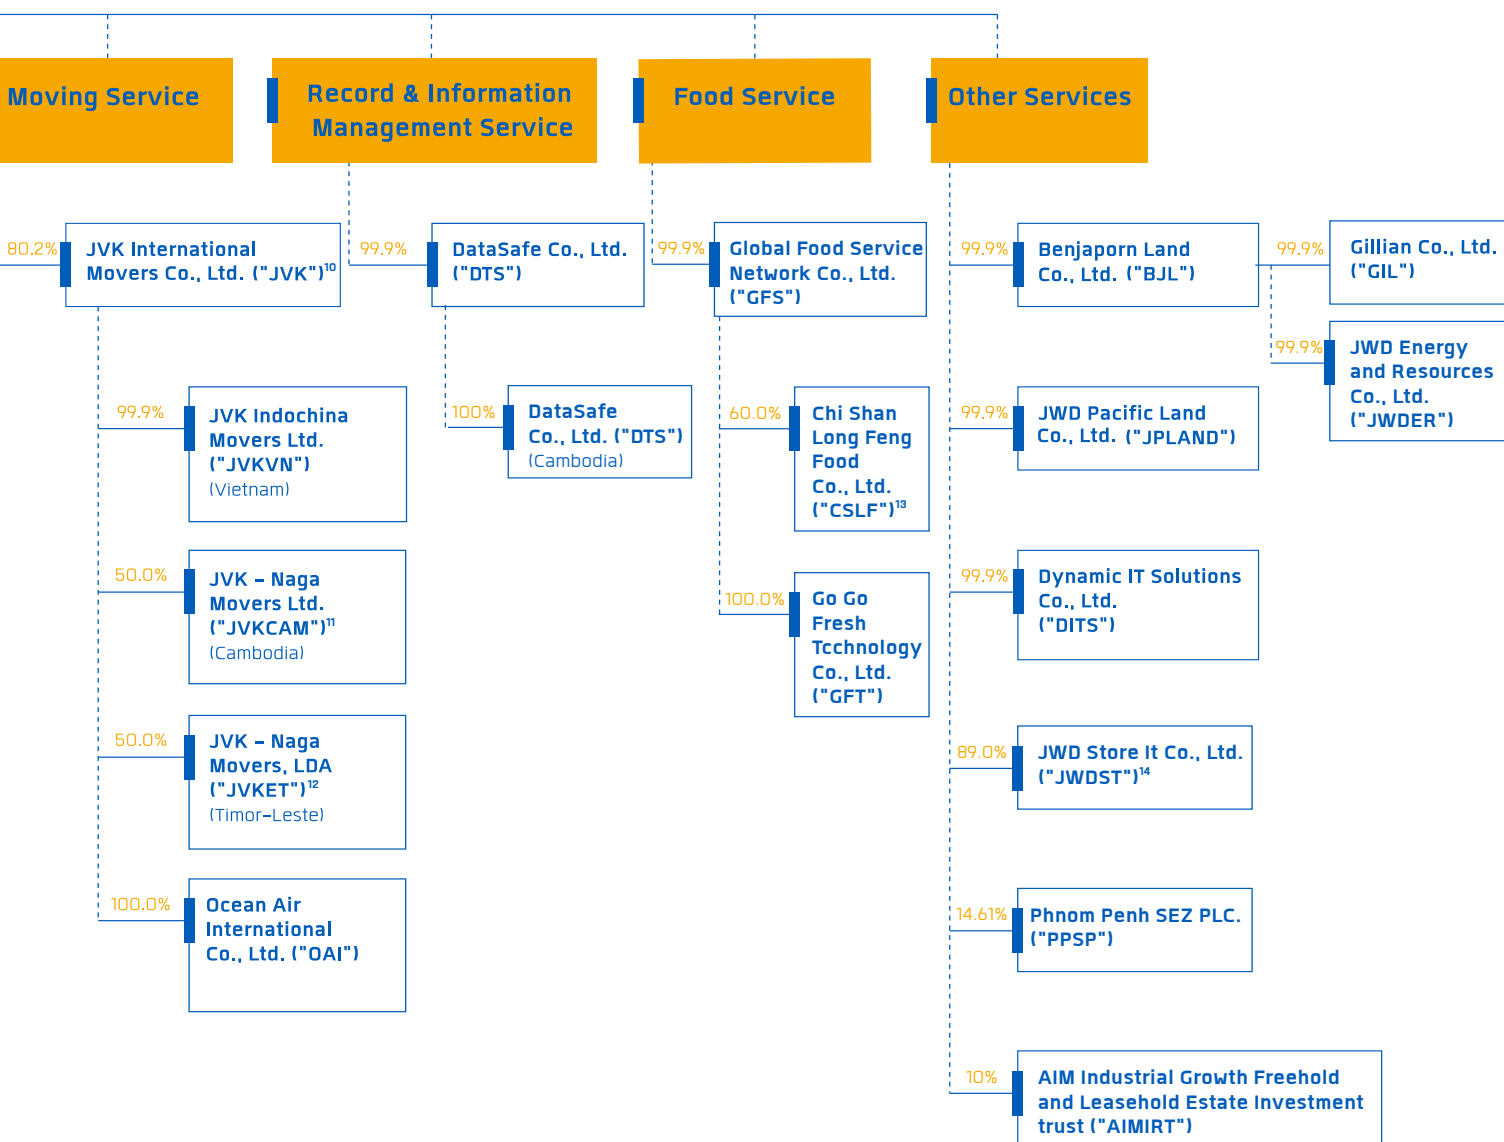 Moving Service
Record & Information
Management Service
Food Service
Other Services
80.2%
JVK International
Movers Co., Ltd. ("JVK")10
99.9%
JVK Indochina
Movers Ltd.
("JVKVN")
(Vietnam)
50.0%
JVK – Naga
Movers Ltd.
("JVKCAM")11
(Cambodia)
50.0%
JVK – Naga
Movers, LDA
("JVKET")12
(Timor-Leste)
100.0%
Ocean Air
International
Co., Ltd. ("OAI")
99.9%
DataSafe Co., Ltd.
("DTS")
100%
DataSafe
Co., Ltd. ("DTS")
(Cambodia)
99.9%
Global Food Service
Network Co., Ltd.
("GFS")
60.0%
Chi Shan
Long Feng
Food
Co., Ltd.
("CSLF")13
100.0%
Go Go
Fresh
Tcchnology
Co., Ltd.
("GFT")
99.9%
Benjaporn Land
Co., Ltd. ("BJL")
99.9%
Gillian Co., Ltd.
("GIL")
99.9%
JWD Energy
and Resources
Co., Ltd.
("JWDER")
99.9%
JWD Pacific Land
Co., Ltd. ("JPLAND")
99.9%
Dynamic IT Solutions
Co., Ltd.
("DITS")
89.0%
JWD Store It Co., Ltd.
("JWDST")14
14.61%
Phnom Penh SEZ PLC.
("PPSP")
10%
AIM Industrial Growth Freehold
and Leasehold Estate Investment
trust ("AIMIRT")